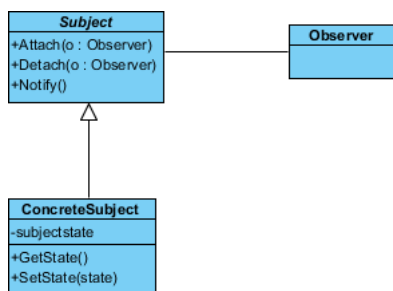 Subject
+Attach(o : Observer)
+Detach(o : Observer)
+Notify()
Observer
ConcreteSubject
-subjectstate
+GetState()
+SetState(state)